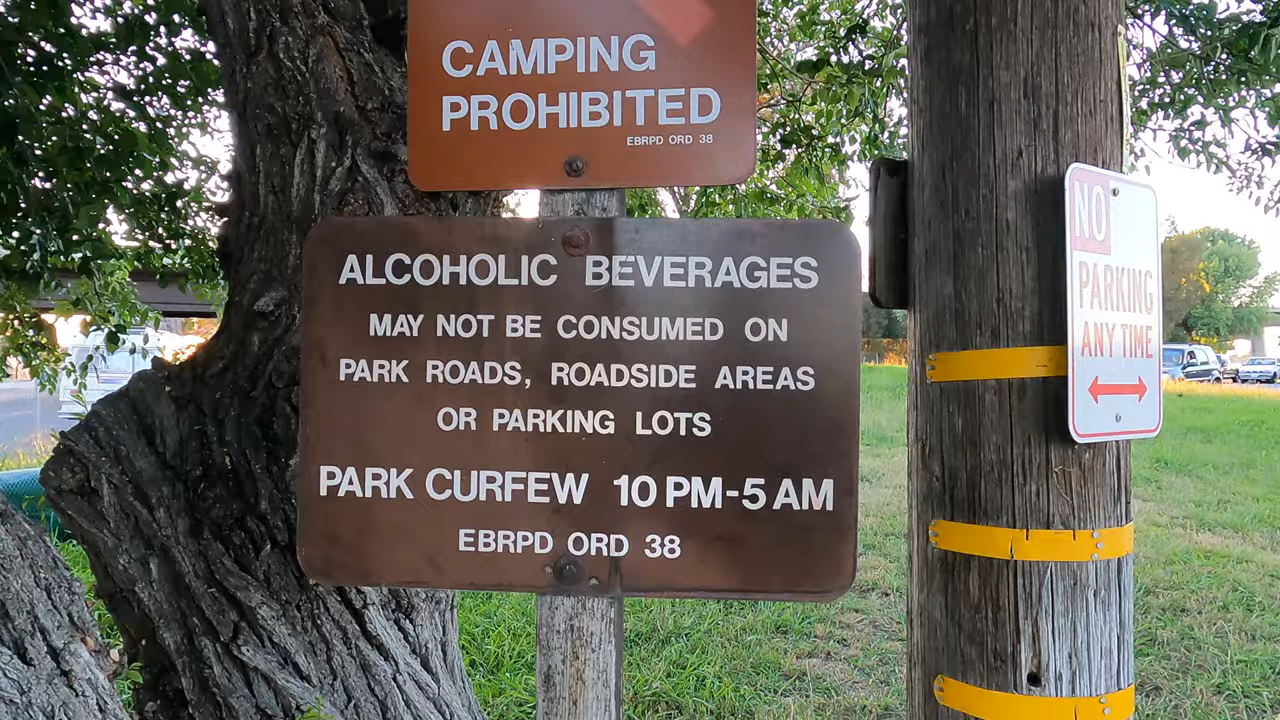 CAMPING
PROHIBITED
EBRPD ORD 38
ALCOHOLIC BEVERAGES
MAY NOT BE CONSUMED ON
PARK ROADS, ROADSIDE AREAS
OR PARKING LOTS
PARK CURFEW 10 PM-5 AM
EBRPD ORD 38
NO
PARKING
ANY TIME